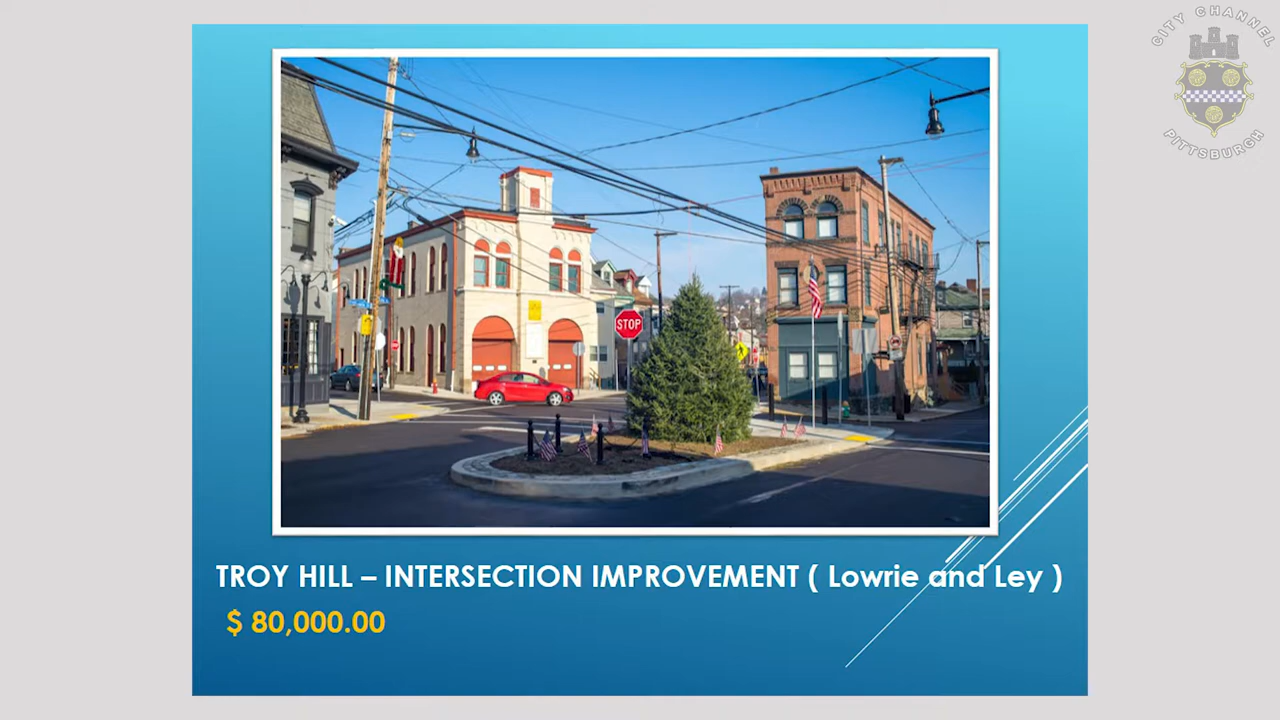 CITY CHANNEL
PITTSBURGH
STOP
TROY HILL – INTERSECTION IMPROVEMENT ( Lowrie and Ley )
$ 80,000.00